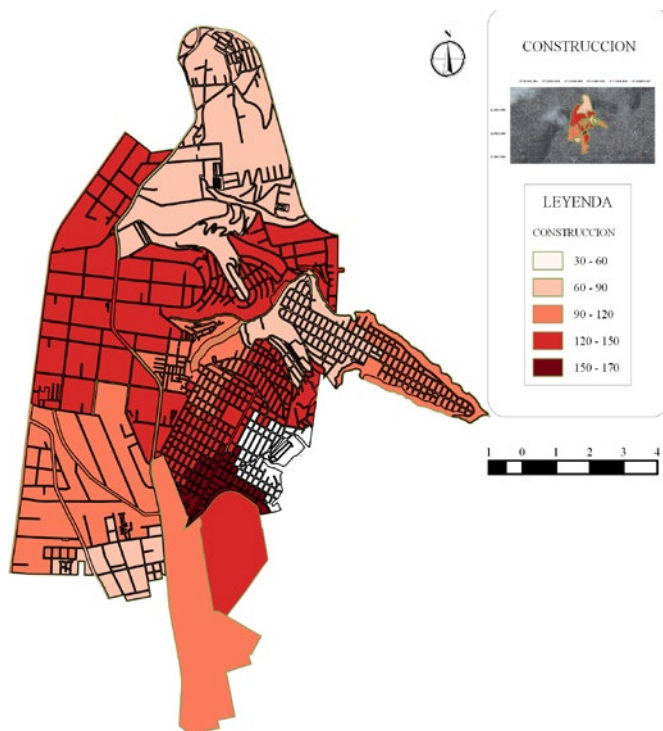 N
CONSTRUCCION
LEYENDA
CONSTRUCCION
30 - 60
60 - 90
90 - 120
120 - 150
150 - 170
1 0 1 2 3 4